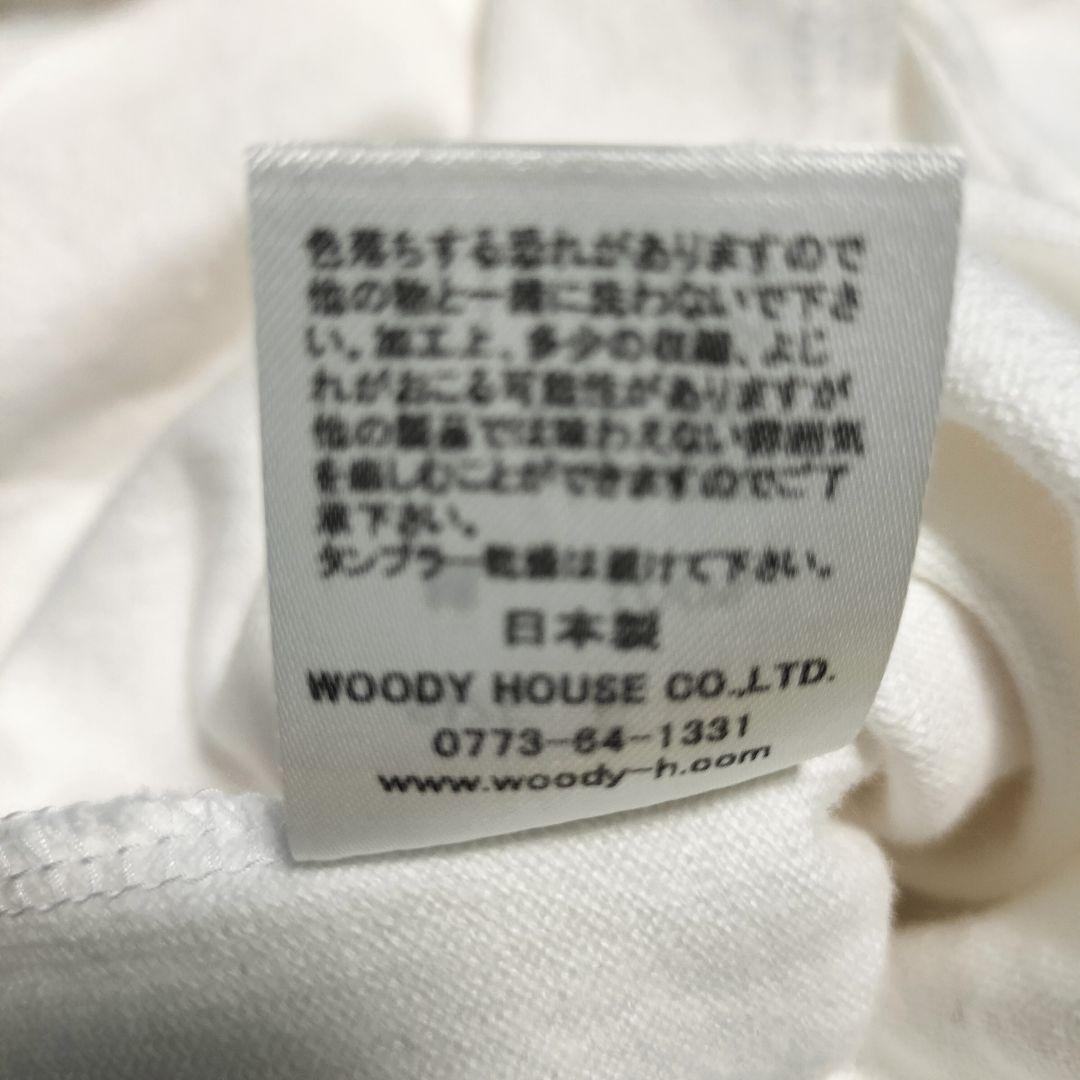 色落ちする恐れがありますので
他の物と一緒に洗わないで下さ
い。加工上、多少の収縮、よじ
れがおこる可能性がありますが
他の製品では味わえない雰囲気
を楽しむことができますのでご了
承下さい。
タンブラー乾燥は避けて下さい。
日本製
WOODY HOUSE CO.,LTD.
0773-64-1331
www.woody-h.com